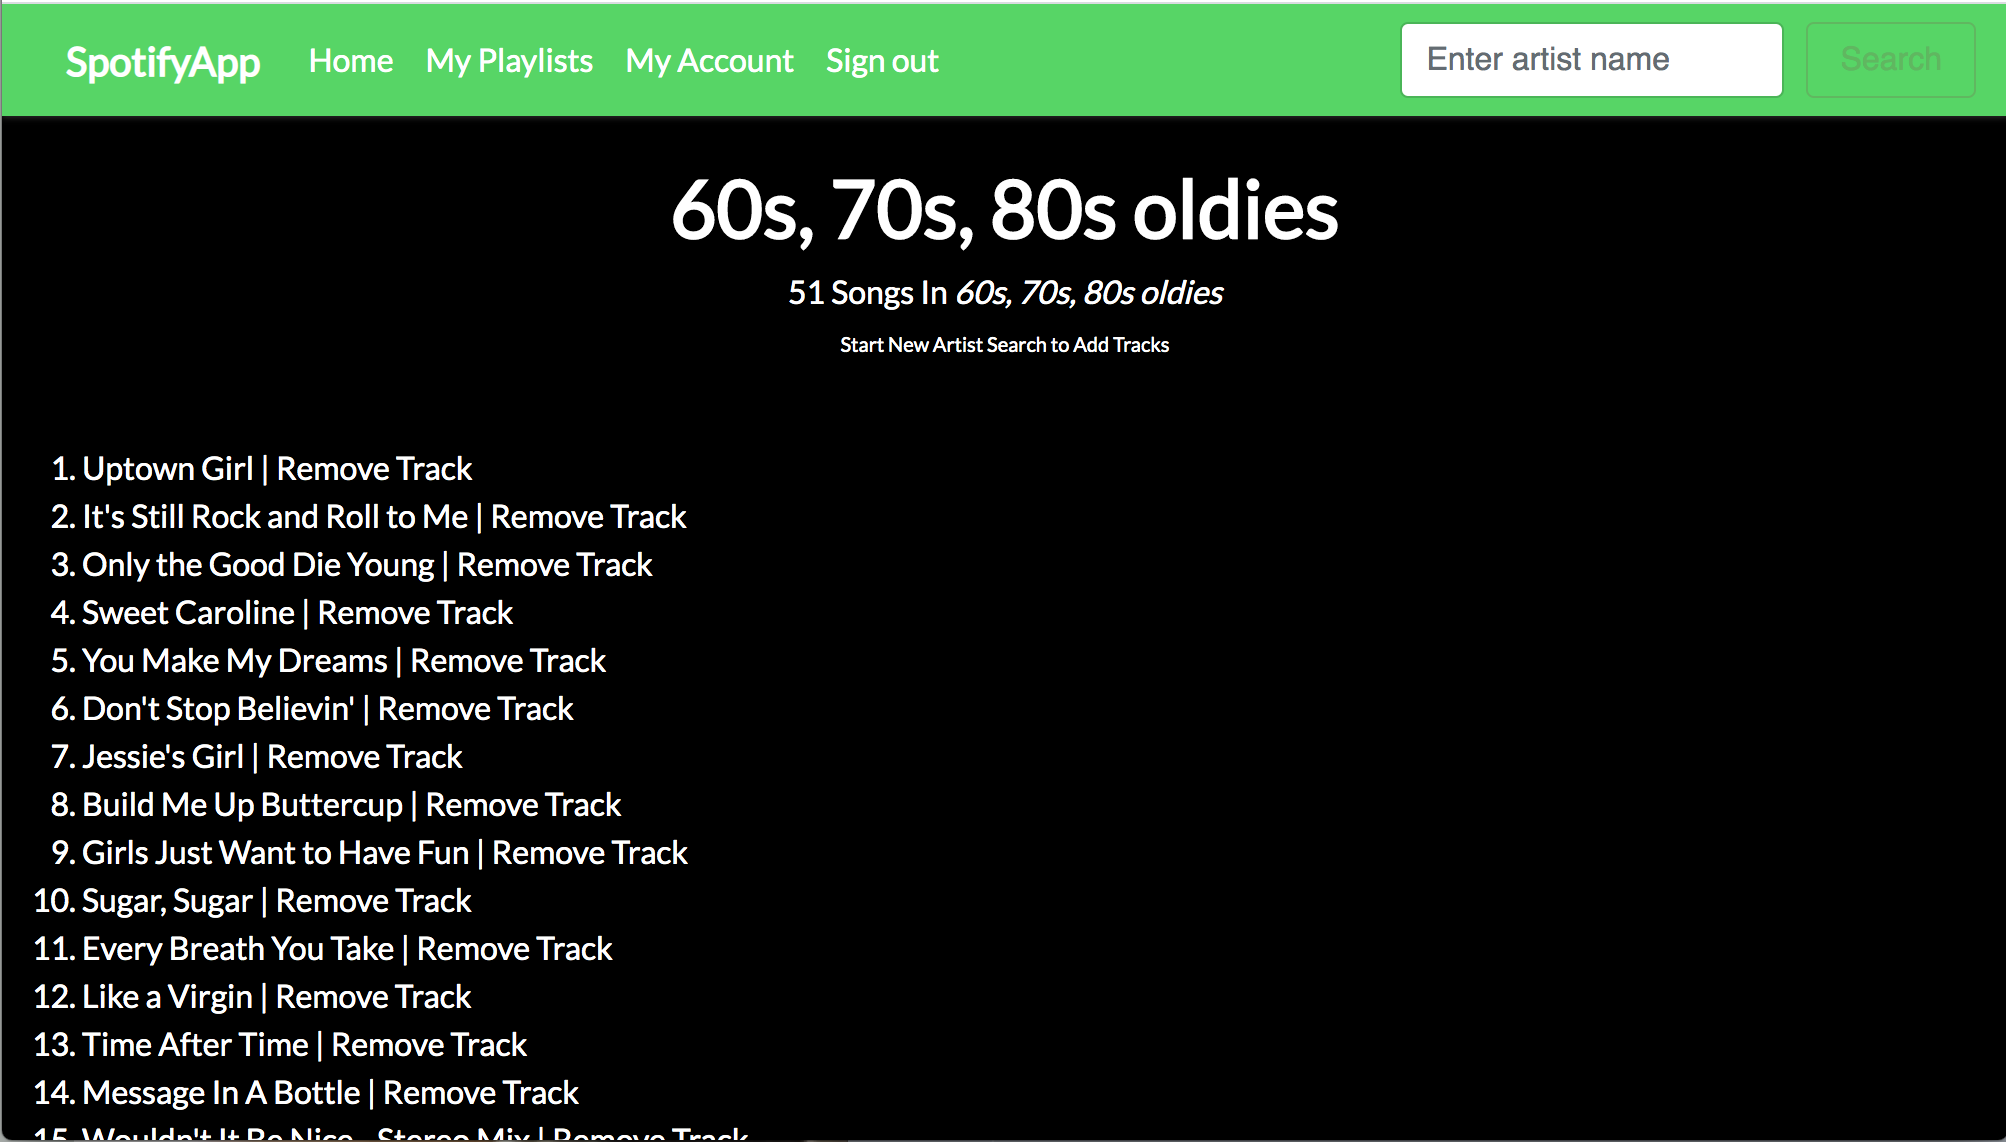 SpotifyApp Home My Playlists My Account Sign out Enter artist name Search
60s, 70s, 80s oldies
51 Songs In 60s, 70s, 80s oldies
Start New Artist Search to Add Tracks
1. Uptown Girl | Remove Track
2. It's Still Rock and Roll to Me | Remove Track
3. Only the Good Die Young | Remove Track
4. Sweet Caroline | Remove Track
5. You Make My Dreams | Remove Track
6. Don't Stop Believin' | Remove Track
7. Jessie's Girl | Remove Track
8. Build Me Up Buttercup | Remove Track
9. Girls Just Want to Have Fun | Remove Track
10. Sugar, Sugar | Remove Track
11. Every Breath You Take | Remove Track
12. Like a Virgin | Remove Track
13. Time After Time | Remove Track
14. Message In A Bottle | Remove Track
15. Wouldn't It Be Nice - Stereo Mix | Remove Track